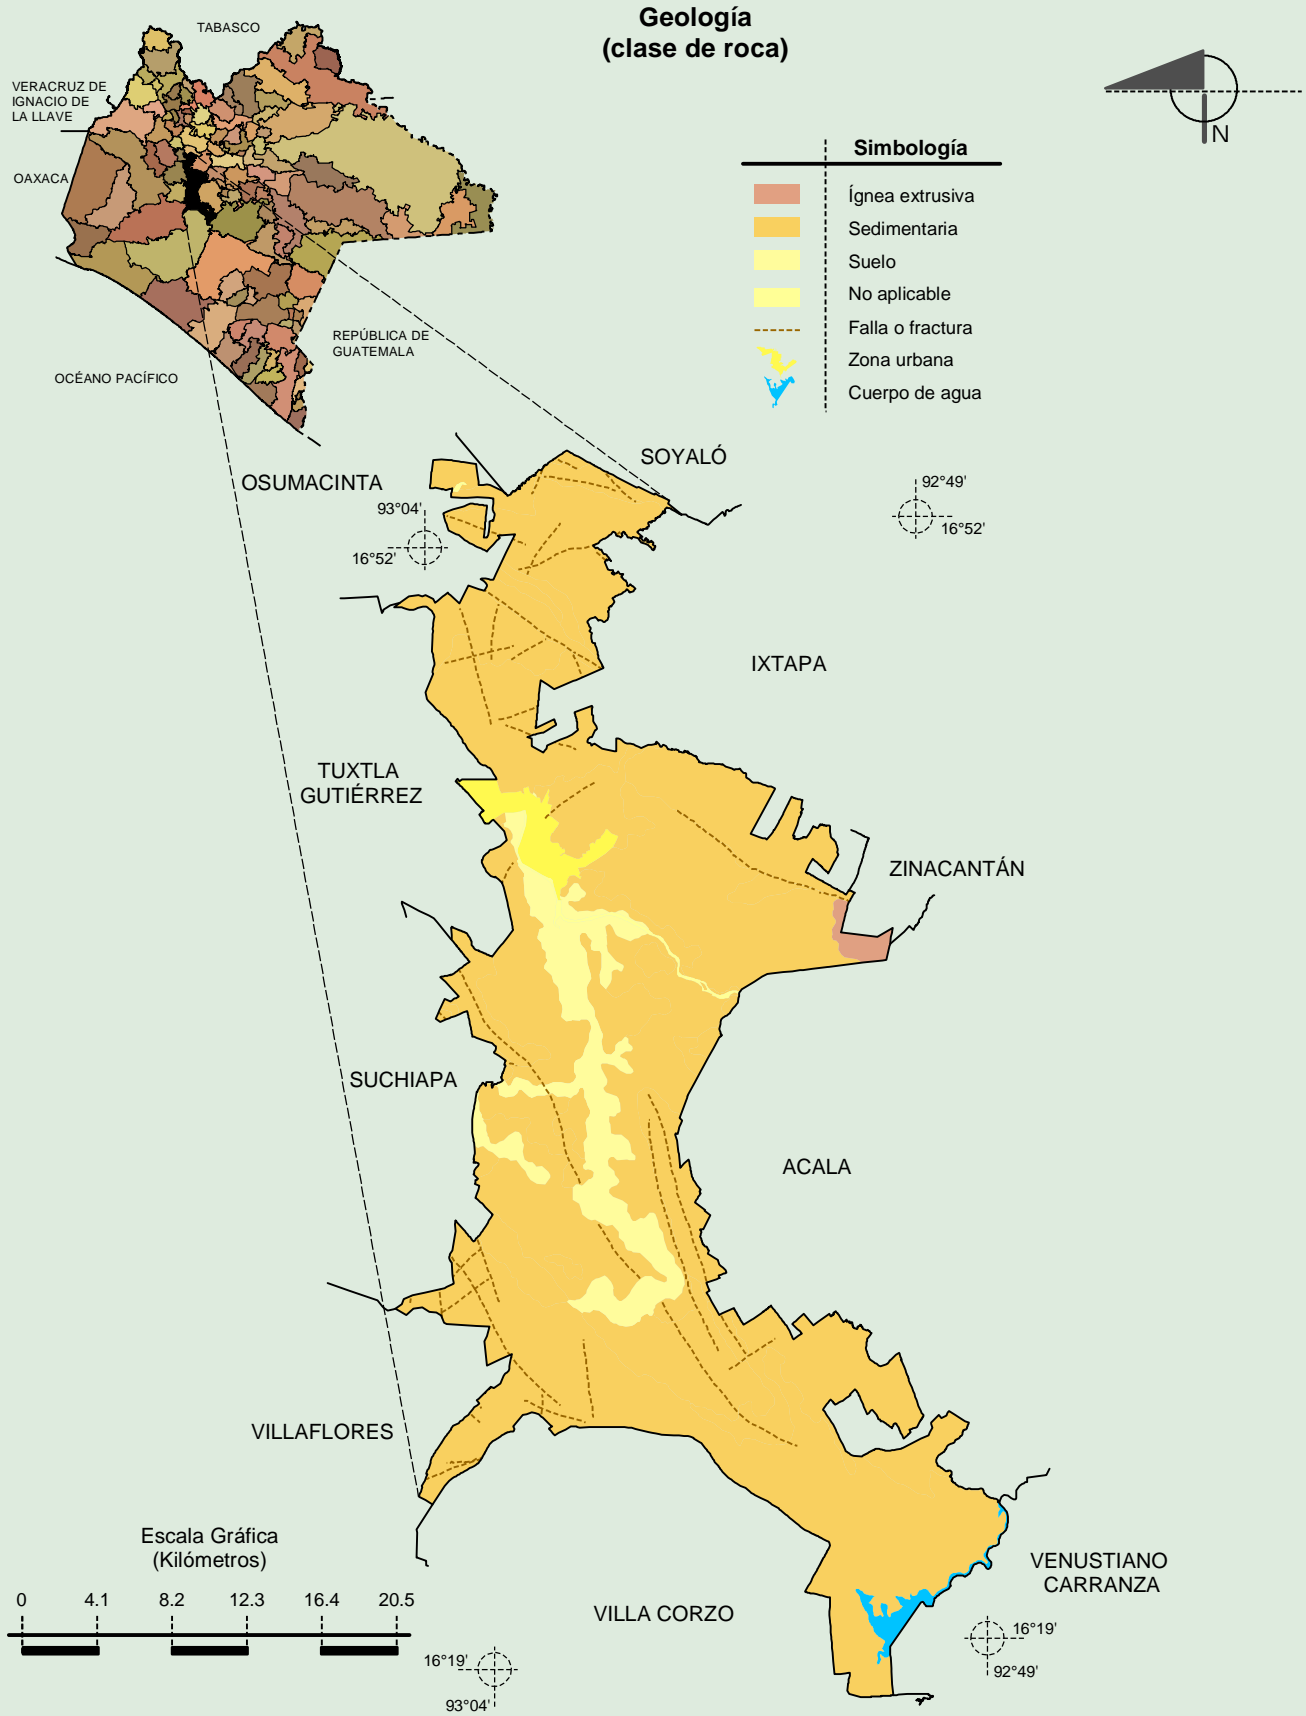 Geología
(clase de roca)
TABASCO
VERACRUZ DE
IGNACIO DE
LA LLAVE
OAXACA
REPÚBLICA DE
GUATEMALA
OCÉANO PACÍFICO
N
Simbología
Ígnea extrusiva
Sedimentaria
Suelo
No aplicable
Falla o fractura
Zona urbana
Cuerpo de agua
SOYALÓ
OSUMACINTA
93°04'
16°52'
92°49'
16°52'
IXTAPA
TUXTLA
GUTIÉRREZ
ZINACANTÁN
SUCHIAPA
ACALA
VILLAFLORES
VENUSTIANO
CARRANZA
VILLA CORZO
Escala Gráfica
(Kilómetros)
0 4.1 8.2 12.3 16.4 20.5
16°19'
93°04'
16°19'
92°49'